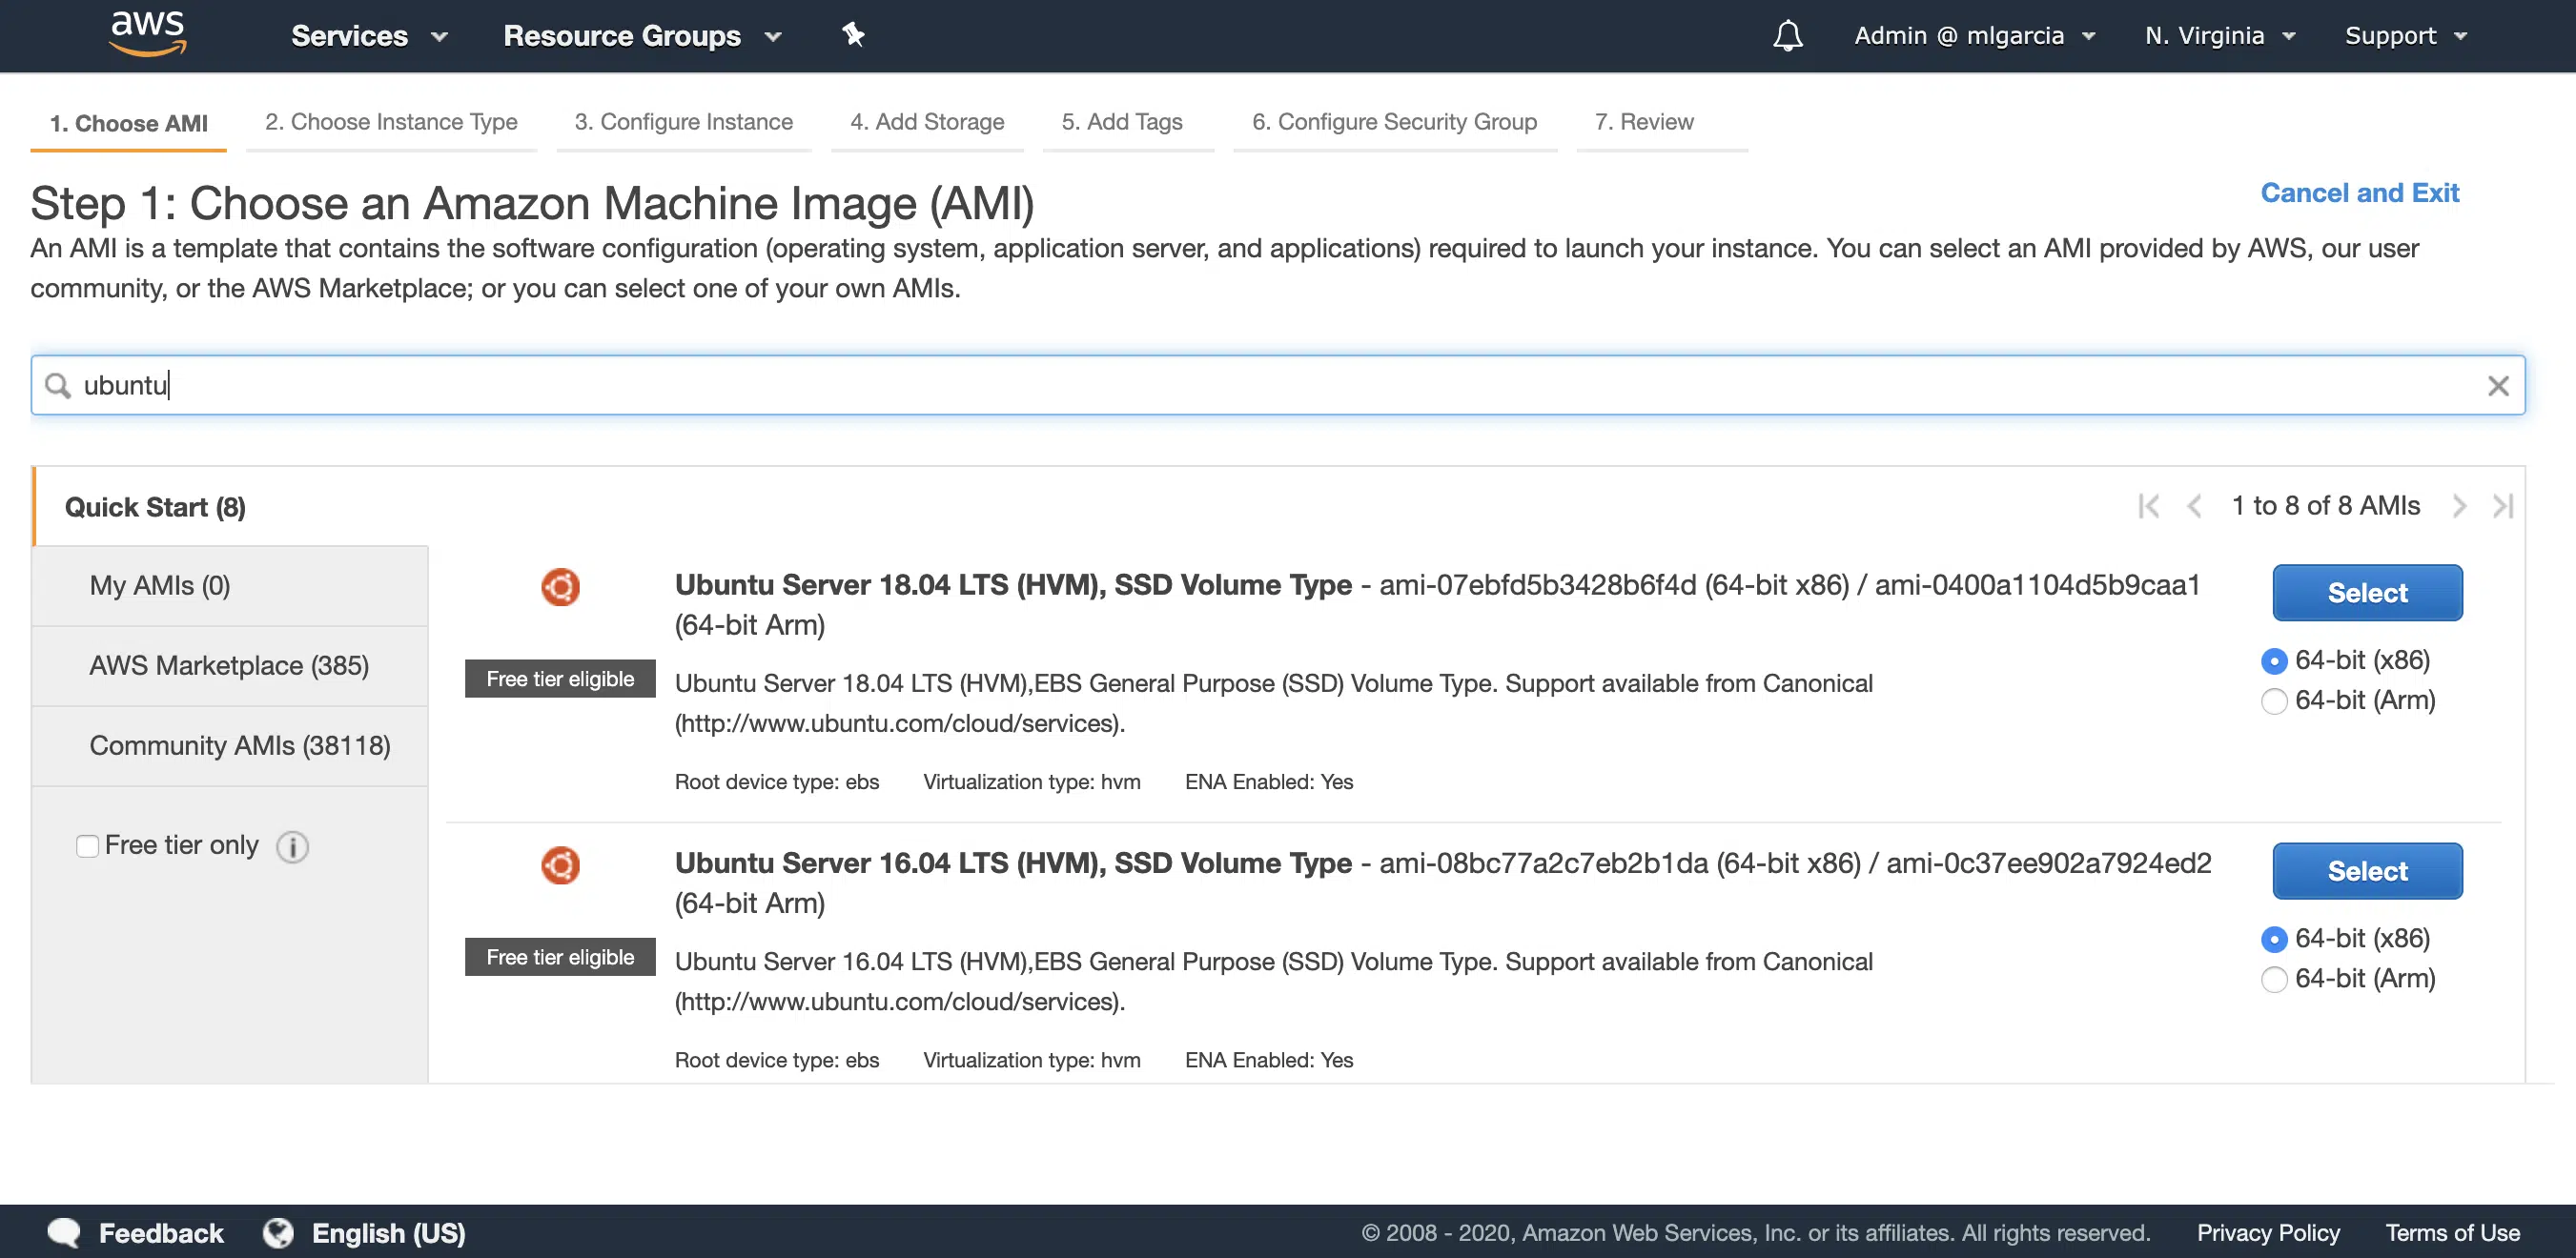 aws
Services
Resource Groups
Admin @ mlgarcia
N. Virginia
Support
1. Choose AMI
2. Choose Instance Type
3. Configure Instance
4. Add Storage
5. Add Tags
6. Configure Security Group
7. Review
Step 1: Choose an Amazon Machine Image (AMI)
Cancel and Exit
An AMI is a template that contains the software configuration (operating system, application server, and applications) required to launch your instance. You can select an AMI provided by AWS, our user
community, or the AWS Marketplace; or you can select one of your own AMIs.
ubuntu
Quick Start (8)
1 to 8 of 8 AMIs
My AMIs (0)
AWS Marketplace (385)
Community AMIs (38118)
Free tier only
Ubuntu Server 18.04 LTS (HVM), SSD Volume Type - ami-07ebfd5b3428b6f4d (64-bit x86) / ami-0400a1104d5b9caa1
(64-bit Arm)
Free tier eligible
Ubuntu Server 18.04 LTS (HVM),EBS General Purpose (SSD) Volume Type. Support available from Canonical
(http://www.ubuntu.com/cloud/services).
Root device type: ebs
Virtualization type: hvm
ENA Enabled: Yes
Select
64-bit (x86)
64-bit (Arm)
Ubuntu Server 16.04 LTS (HVM), SSD Volume Type - ami-08bc77a2c7eb2b1da (64-bit x86) / ami-0c37ee902a7924ed2
(64-bit Arm)
Free tier eligible
Ubuntu Server 16.04 LTS (HVM),EBS General Purpose (SSD) Volume Type. Support available from Canonical
(http://www.ubuntu.com/cloud/services).
Root device type: ebs
Virtualization type: hvm
ENA Enabled: Yes
Select
64-bit (x86)
64-bit (Arm)
Feedback
English (US)
© 2008 - 2020, Amazon Web Services, Inc. or its affiliates. All rights reserved.
Privacy Policy
Terms of Use